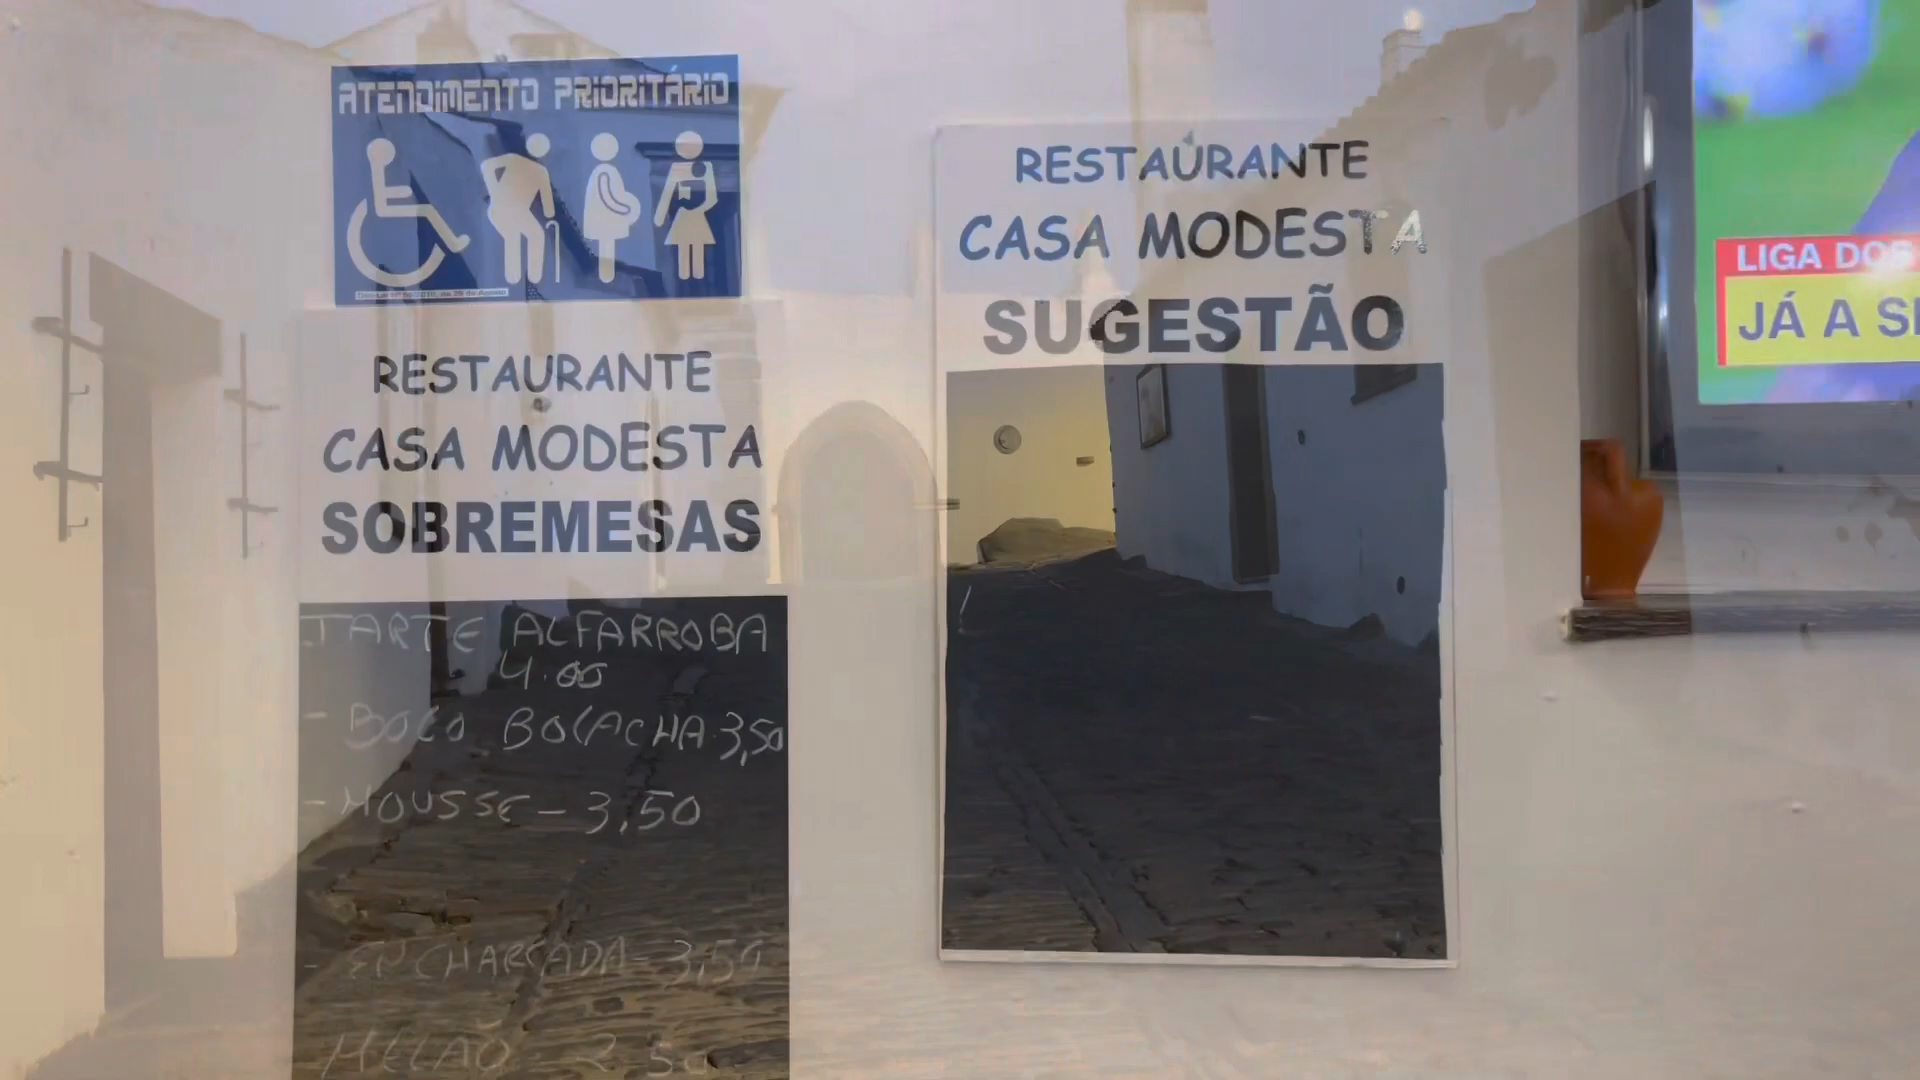 ATENDIMENTO PRIORITÁRIO
RESTAURANTE
CASA MODESTA
SOBREMESAS
TARTE ALFARROBA
4.00
- BOLO BOLACHA 3,50
- MOUSSE - 3,50
- ENCHARCADA - 3,50
MELÃO - 2,50
RESTAURANTE
CASA MODESTA
SUGESTÃO
LIGA DOS
JÁ A SE